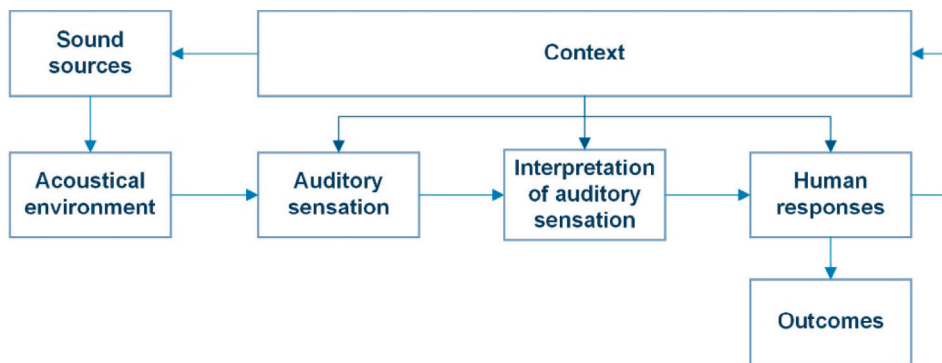 Sound
sources
Context
Acoustical
environment
Auditory
sensation
Interpretation
of auditory
sensation
Human
responses
Outcomes